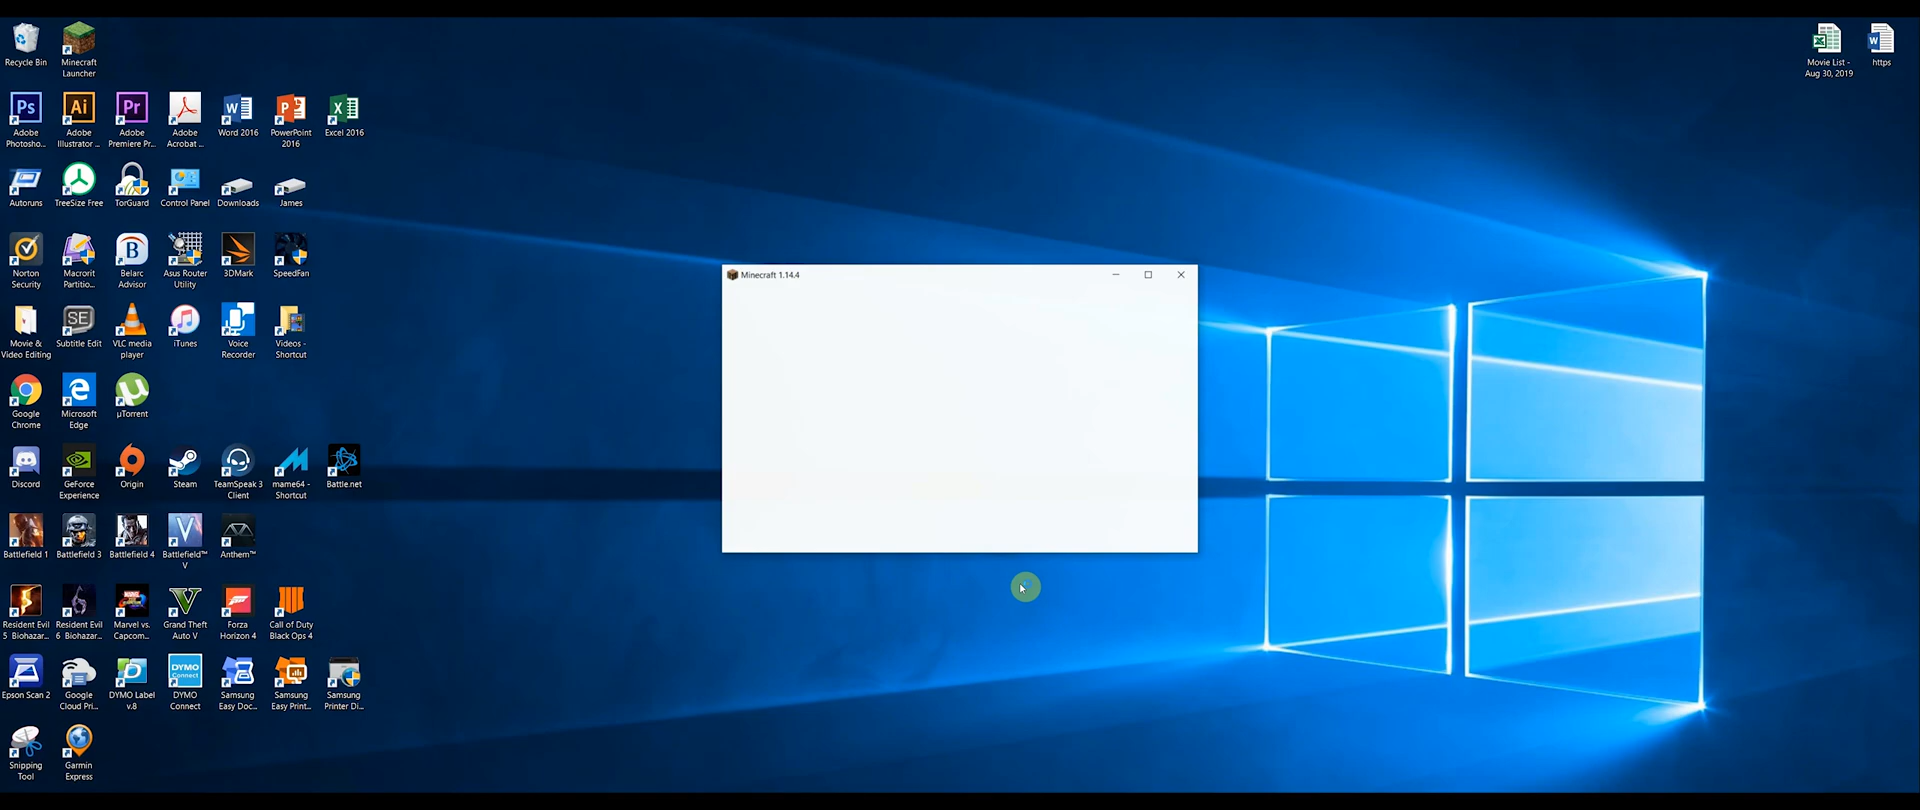 Recycle Bin
Minecraft
Launcher
Movie List -
Aug 30, 2019
https
Ps
Ai
Pr
Adobe
Photosho...
Adobe
Illustrator ...
Adobe
Premiere Pr...
Adobe
Acrobat ...
Word 2016
PowerPoint
2016
Excel 2016
Autoruns
TreeSize Free
TorGuard
Control Panel
Downloads
James
Norton
Security
Macrorit
Partitio...
B
Belarc
Advisor
Asus Router
Utility
3DMark
SpeedFan
Minecraft 1.14.4
Movie &
Video Editing
SE
Subtitle Edit
VLC media
player
iTunes
Voice
Recorder
Videos -
Shortcut
Google
Chrome
Microsoft
Edge
µTorrent
Discord
GeForce
Experience
Origin
Steam
TeamSpeak 3
Client
mame64 -
Shortcut
Battle.net
Battlefield 1
Battlefield 3
Battlefield 4
Battlefield™
V
Anthem™
Resident Evil
5 Biohazar...
Resident Evil
6 Biohazar...
Marvel vs.
Capcom...
Grand Theft
Auto V
Forza
Horizon 4
Call of Duty
Black Ops 4
Epson Scan 2
Google
Cloud Pri...
DYMO Label
v.8
DYMO
Connect
DYMO
Connect
Samsung
Easy Doc...
Samsung
Easy Print...
Samsung
Printer Di...
Snipping
Tool
Garmin
Express